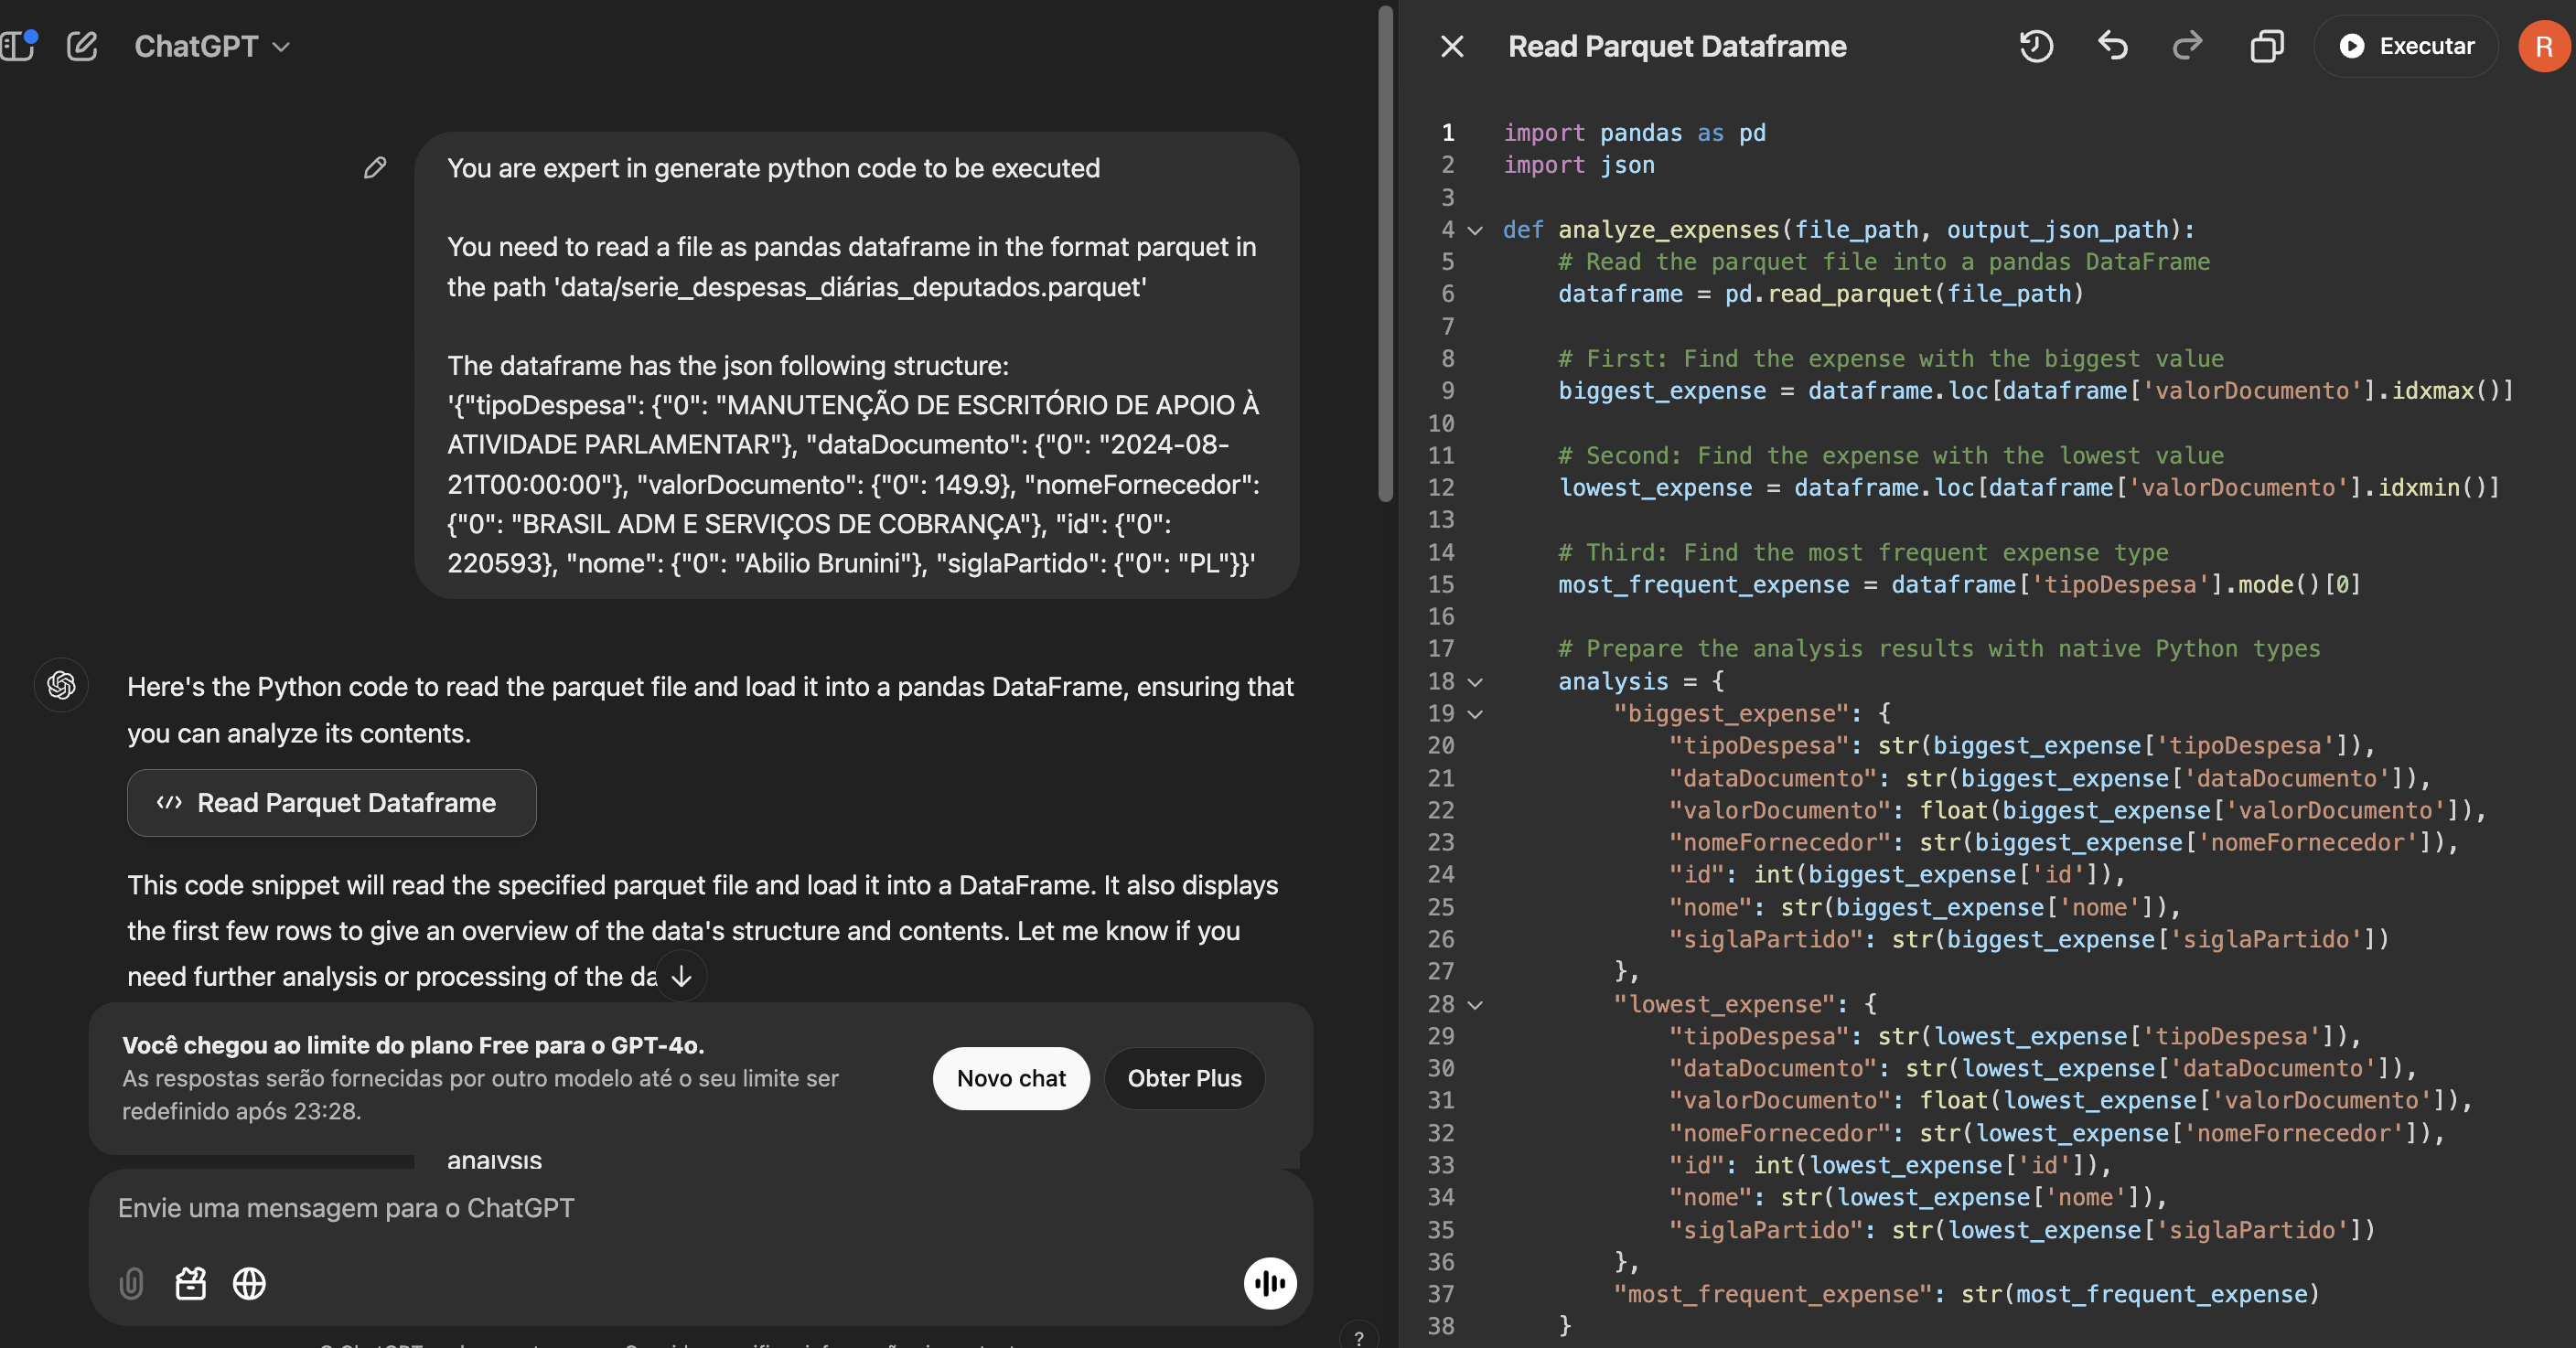 ChatGPT
You are expert in generate python code to be executed
You need to read a file as pandas dataframe in the format parquet in
the path 'data/serie_despesas_diárias_deputados.parquet'
The dataframe has the json following structure:
'{"tipoDespesa": {"0": "MANUTENÇÃO DE ESCRITÓRIO DE APOIO À
ATIVIDADE PARLAMENTAR"}, "dataDocumento": {"0": "2024-08-
21T00:00:00"}, "valorDocumento": {"0": 149.9}, "nomeFornecedor":
{"0": "BRASIL ADM E SERVIÇOS DE COBRANÇA"}, "id": {"0":
220593}, "nome": {"0": "Abilio Brunini"}, "siglaPartido": {"0": "PL"}}'
Here's the Python code to read the parquet file and load it into a pandas DataFrame, ensuring that
you can analyze its contents.
Read Parquet Dataframe
This code snippet will read the specified parquet file and load it into a DataFrame. It also displays
the first few rows to give an overview of the data's structure and contents. Let me know if you
need further analysis or processing of the da
Você chegou ao limite do plano Free para o GPT-4o.
As respostas serão fornecidas por outro modelo até o seu limite ser
redefinido após 23:28.
Novo chat
Obter Plus
analysis
Envie uma mensagem para o ChatGPT
?
Read Parquet Dataframe
Executar
R
1 import pandas as pd
2 import json
3
4 def analyze_expenses(file_path, output_json_path):
5     # Read the parquet file into a pandas DataFrame
6     dataframe = pd.read_parquet(file_path)
7
8     # First: Find the expense with the biggest value
9     biggest_expense = dataframe.loc[dataframe['valorDocumento'].idxmax()]
10
11     # Second: Find the expense with the lowest value
12     lowest_expense = dataframe.loc[dataframe['valorDocumento'].idxmin()]
13
14     # Third: Find the most frequent expense type
15     most_frequent_expense = dataframe['tipoDespesa'].mode()[0]
16
17     # Prepare the analysis results with native Python types
18     analysis = {
19         "biggest_expense": {
20             "tipoDespesa": str(biggest_expense['tipoDespesa']),
21             "dataDocumento": str(biggest_expense['dataDocumento']),
22             "valorDocumento": float(biggest_expense['valorDocumento']),
23             "nomeFornecedor": str(biggest_expense['nomeFornecedor']),
24             "id": int(biggest_expense['id']),
25             "nome": str(biggest_expense['nome']),
26             "siglaPartido": str(biggest_expense['siglaPartido'])
27         },
28         "lowest_expense": {
29             "tipoDespesa": str(lowest_expense['tipoDespesa']),
30             "dataDocumento": str(lowest_expense['dataDocumento']),
31             "valorDocumento": float(lowest_expense['valorDocumento']),
32             "nomeFornecedor": str(lowest_expense['nomeFornecedor']),
33             "id": int(lowest_expense['id']),
34             "nome": str(lowest_expense['nome']),
35             "siglaPartido": str(lowest_expense['siglaPartido'])
36         },
37         "most_frequent_expense": str(most_frequent_expense)
38     }